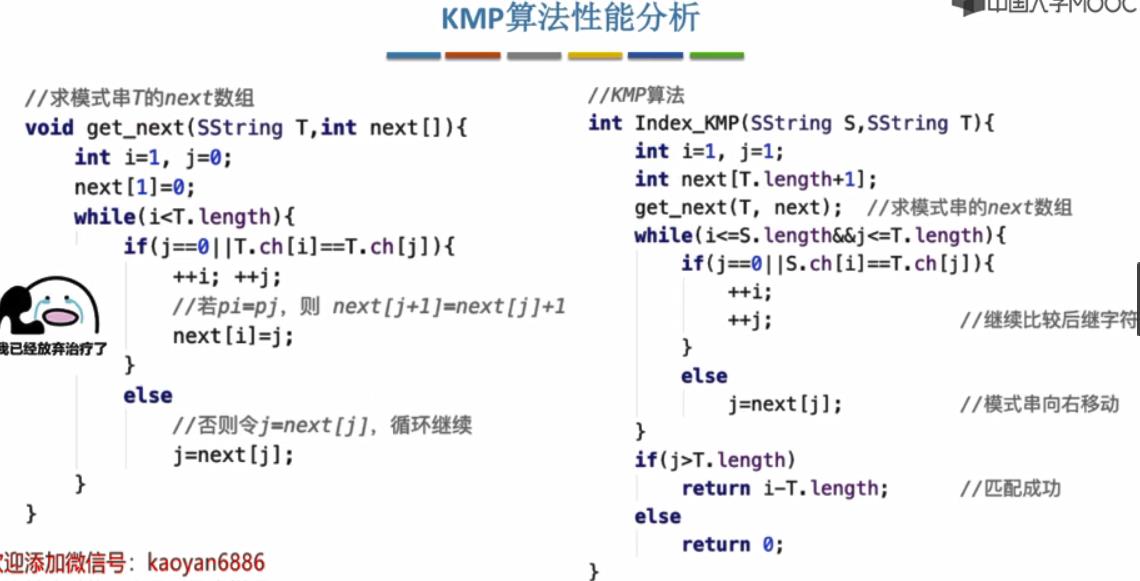 中国大学MOOC
KMP算法性能分析
//求模式串T的next数组
void get_next(SString T,int next[]){
int i=1, j=0;
next[1]=0;
while(i<T.length){
if(j==0||T.ch[i]==T.ch[j]){
++i; ++j;
//若pi=pj，则 next[j+1]=next[j]+1
next[i]=j;
}
else
//否则令j=next[j]，循环继续
j=next[j];
}
}
我已经放弃治疗了
迎添加微信号：kaoyan6886
//KMP算法
int Index_KMP(SString S,SString T){
int i=1, j=1;
int next[T.length+1];
get_next(T, next); //求模式串的next数组
while(i<=S.length&&j<=T.length){
if(j==0||S.ch[i]==T.ch[j]){
++i;
++j; //继续比较后继字符
}
else
j=next[j]; //模式串向右移动
}
if(j>T.length)
return i-T.length; //匹配成功
else
return 0;
}